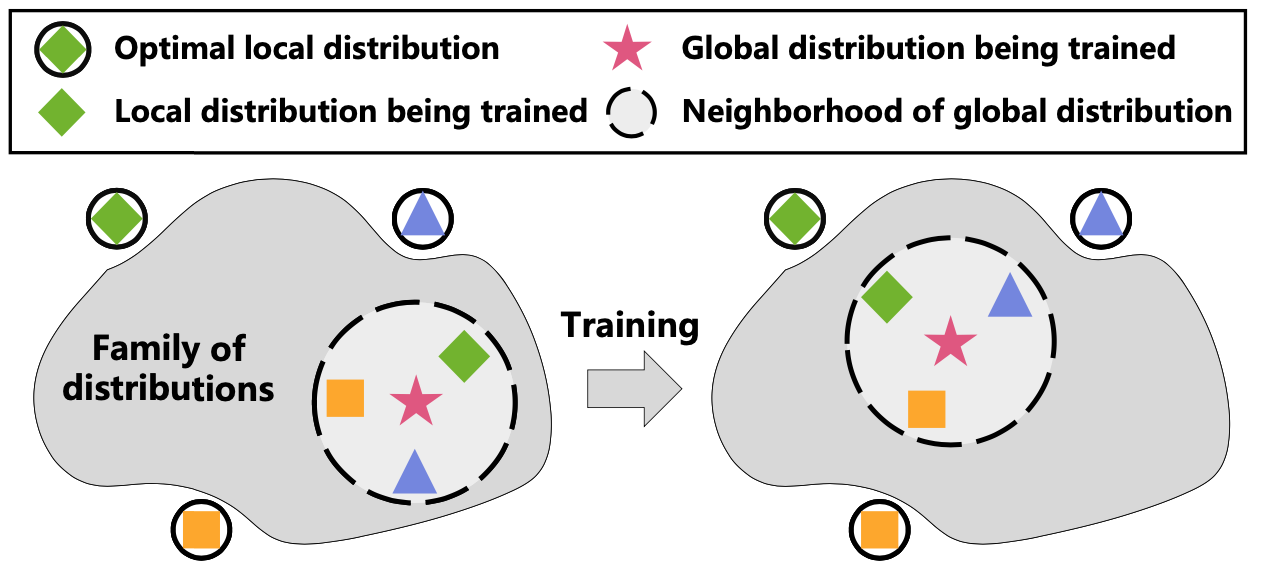 Optimal local distribution
Global distribution being trained
Local distribution being trained
Neighborhood of global distribution
Family of
distributions
Training